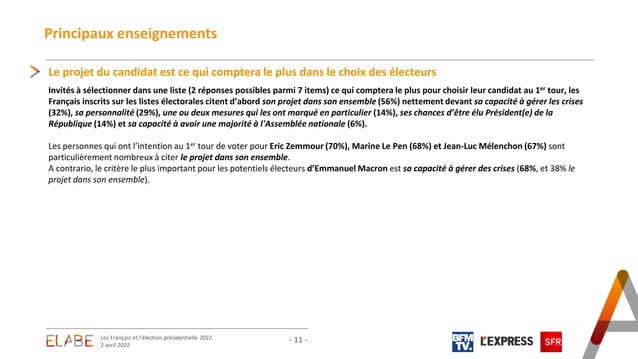 Principaux enseignements
Le projet du candidat est ce qui comptera le plus dans le choix des électeurs
Invités à sélectionner dans une liste (2 réponses possibles parmi 7 items) ce qui comptera le plus pour choisir leur candidat au 1er tour, les
Français inscrits sur les listes électorales citent d'abord son projet dans son ensemble (56%) nettement devant sa capacité à gérer les crises
(32%), sa personnalité (29%), une ou deux mesures qui les ont marqué en particulier (14%), ses chances d'être élu Président(e) de la
République (14%) et sa capacité à avoir une majorité à l'Assemblée nationale (6%).
Les personnes qui ont l'intention au 1er tour de voter pour Eric Zemmour (70%), Marine Le Pen (68%) et Jean-Luc Mélenchon (67%) sont
particulièrement nombreux à citer le projet dans son ensemble.
A contrario, le critère le plus important pour les potentiels électeurs d'Emmanuel Macron est sa capacité à gérer des crises (68%, et 38% le
projet dans son ensemble).
ELABE
Les Français et l'élection présidentielle 2022
2 avril 2022
- 11 -
BFM
TV.
L'EXPRESS
SFR